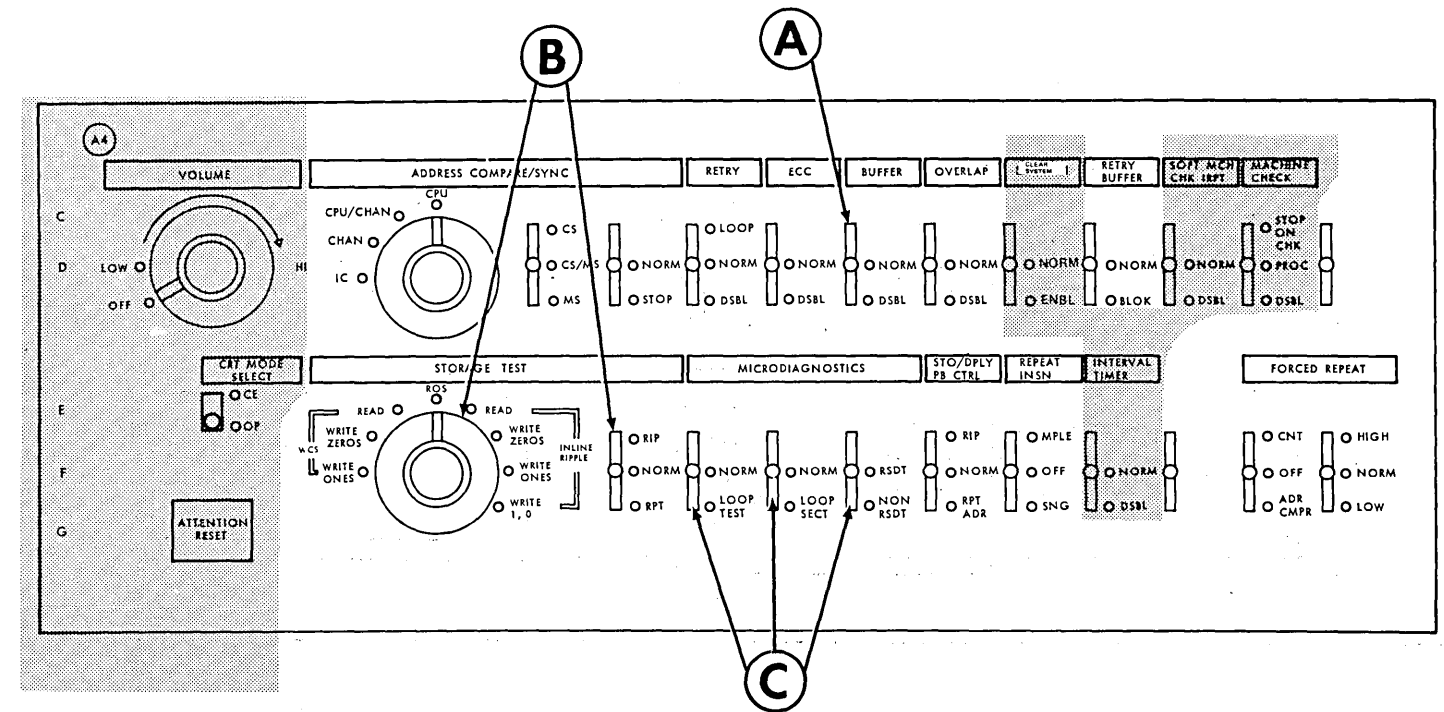 B
A
A4
VOLUME
ADDRESS COMPARE/SYNC
RETRY
ECC
BUFFER
OVERLAP
CLEAR
SYSTEM
RETRY
BUFFER
SOFT MCH
CHK IRPT
MACHINE
CHECK
C
D
LOW
OFF
HI
CPU
CPU/CHAN
CHAN
IC
CS
CS/MS
MS
NORM
STOP
LOOP
NORM
DSBL
NORM
DSBL
NORM
DSBL
NORM
DSBL
NORM
ENBL
NORM
BLOK
NORM
DSBL
STOP
ON
CHK
PROC
DSBL
CRT MODE
SELECT
STORAGE TEST
MICRODIAGNOSTICS
STO/DPLY
PB CTRL
REPEAT
INSN
INTERVAL
TIMER
FORCED REPEAT
E
F
G
CE
OP
ATTENTION
RESET
ROS
READ
WRITE
ZEROS
WCS
WRITE
ONES
READ
WRITE
ZEROS
INLINE
RIPPLE
WRITE
ONES
WRITE
1, 0
RIP
NORM
RPT
NORM
LOOP
TEST
NORM
LOOP
SECT
RSDT
NON
RSDT
RIP
NORM
RPT
ADR
MPLE
OFF
SNG
NORM
DSBL
CNT
OFF
ADR
CMPR
HIGH
NORM
LOW
C